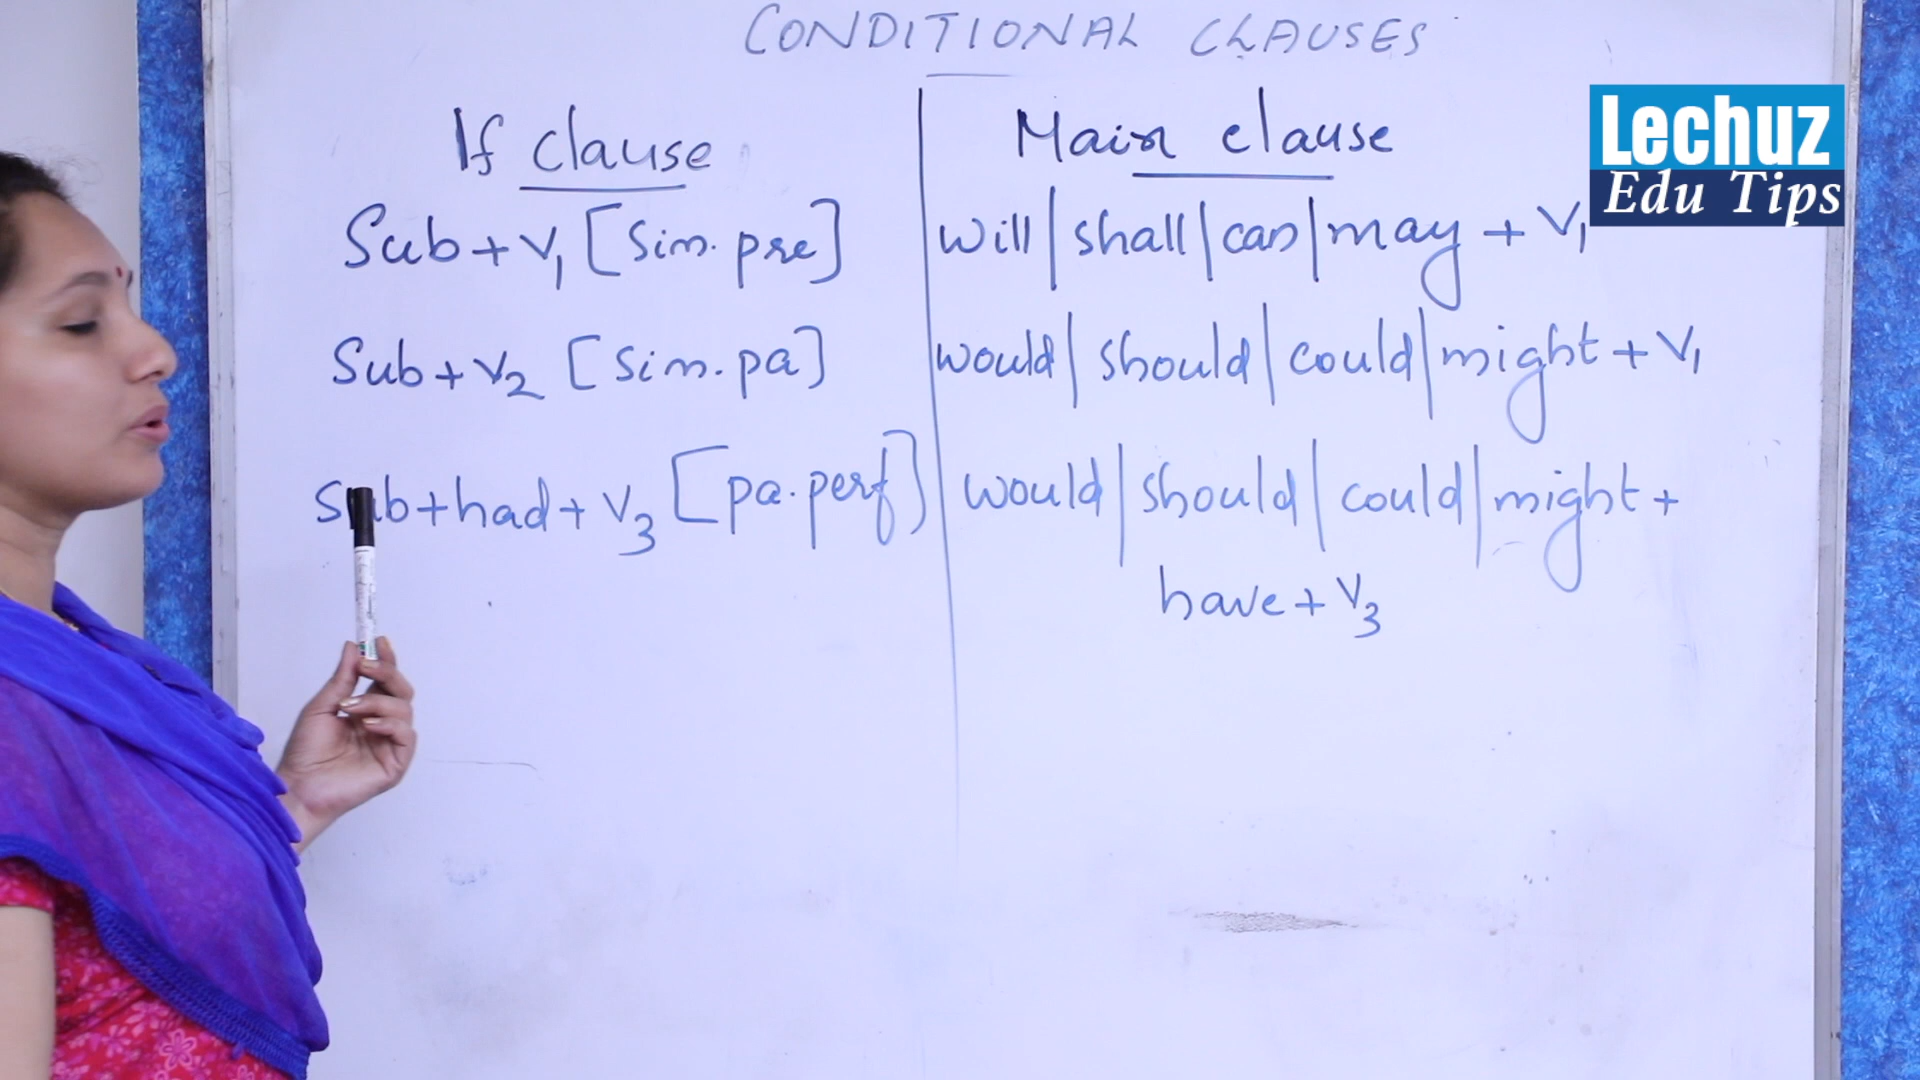 CONDITIONAL CLAUSES
If clause
Main clause
Sub+V1 [Sim. pre]
will|shall|can|may + V1
Sub+V2 [Sim. pa]
would|should|could|might + V1
Sub+had+V3 [pa. perf]
would|should|could|might +
have + V3
Lechuz
Edu Tips